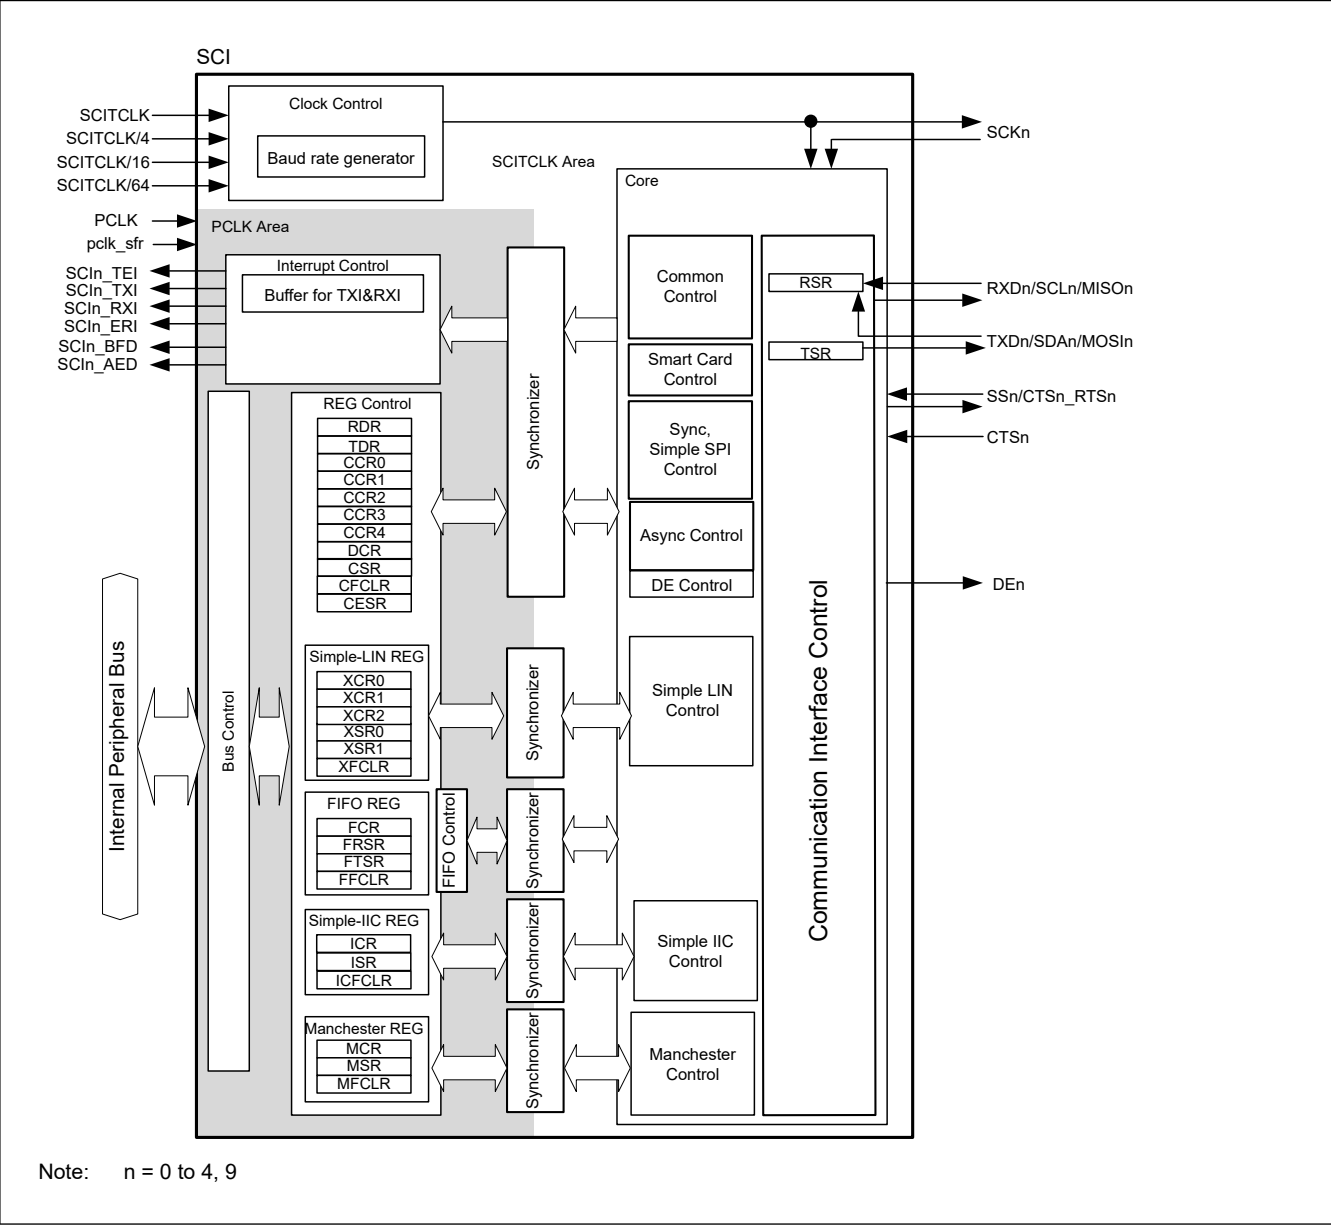 SCI
Clock Control
Baud rate generator
SCITCLK
SCITCLK/4
SCITCLK/16
SCITCLK/64
PCLK
pclk_sfr
SCIn_TEI
SCIn_TXI
SCIn_RXI
SCIn_ERI
SCIn_BFD
SCIn_AED
SCITCLK Area
PCLK Area
Interrupt Control
Buffer for TXI&RXI
REG Control
RDR
TDR
CCR0
CCR1
CCR2
CCR3
CCR4
DCR
CSR
CFCLR
CESR
Simple-LIN REG
XCR0
XCR1
XCR2
XSR0
XSR1
XFCLR
FIFO REG
FCR
FRSR
FTSR
FFCLR
FIFO Control
Simple-IIC REG
ICR
ISR
ICFCLR
Manchester REG
MCR
MSR
MFCLR
Internal Peripheral Bus
Bus Control
Synchronizer
Synchronizer
Synchronizer
Synchronizer
Synchronizer
Core
Common
Control
Smart Card
Control
Sync,
Simple SPI
Control
Async Control
DE Control
Simple LIN
Control
Simple IIC
Control
Manchester
Control
RSR
TSR
Communication Interface Control
SCKn
RXDn/SCLn/MISOn
TXDn/SDAn/MOSIn
SSn/CTSn_RTSn
CTSn
DEn
Note: n = 0 to 4, 9